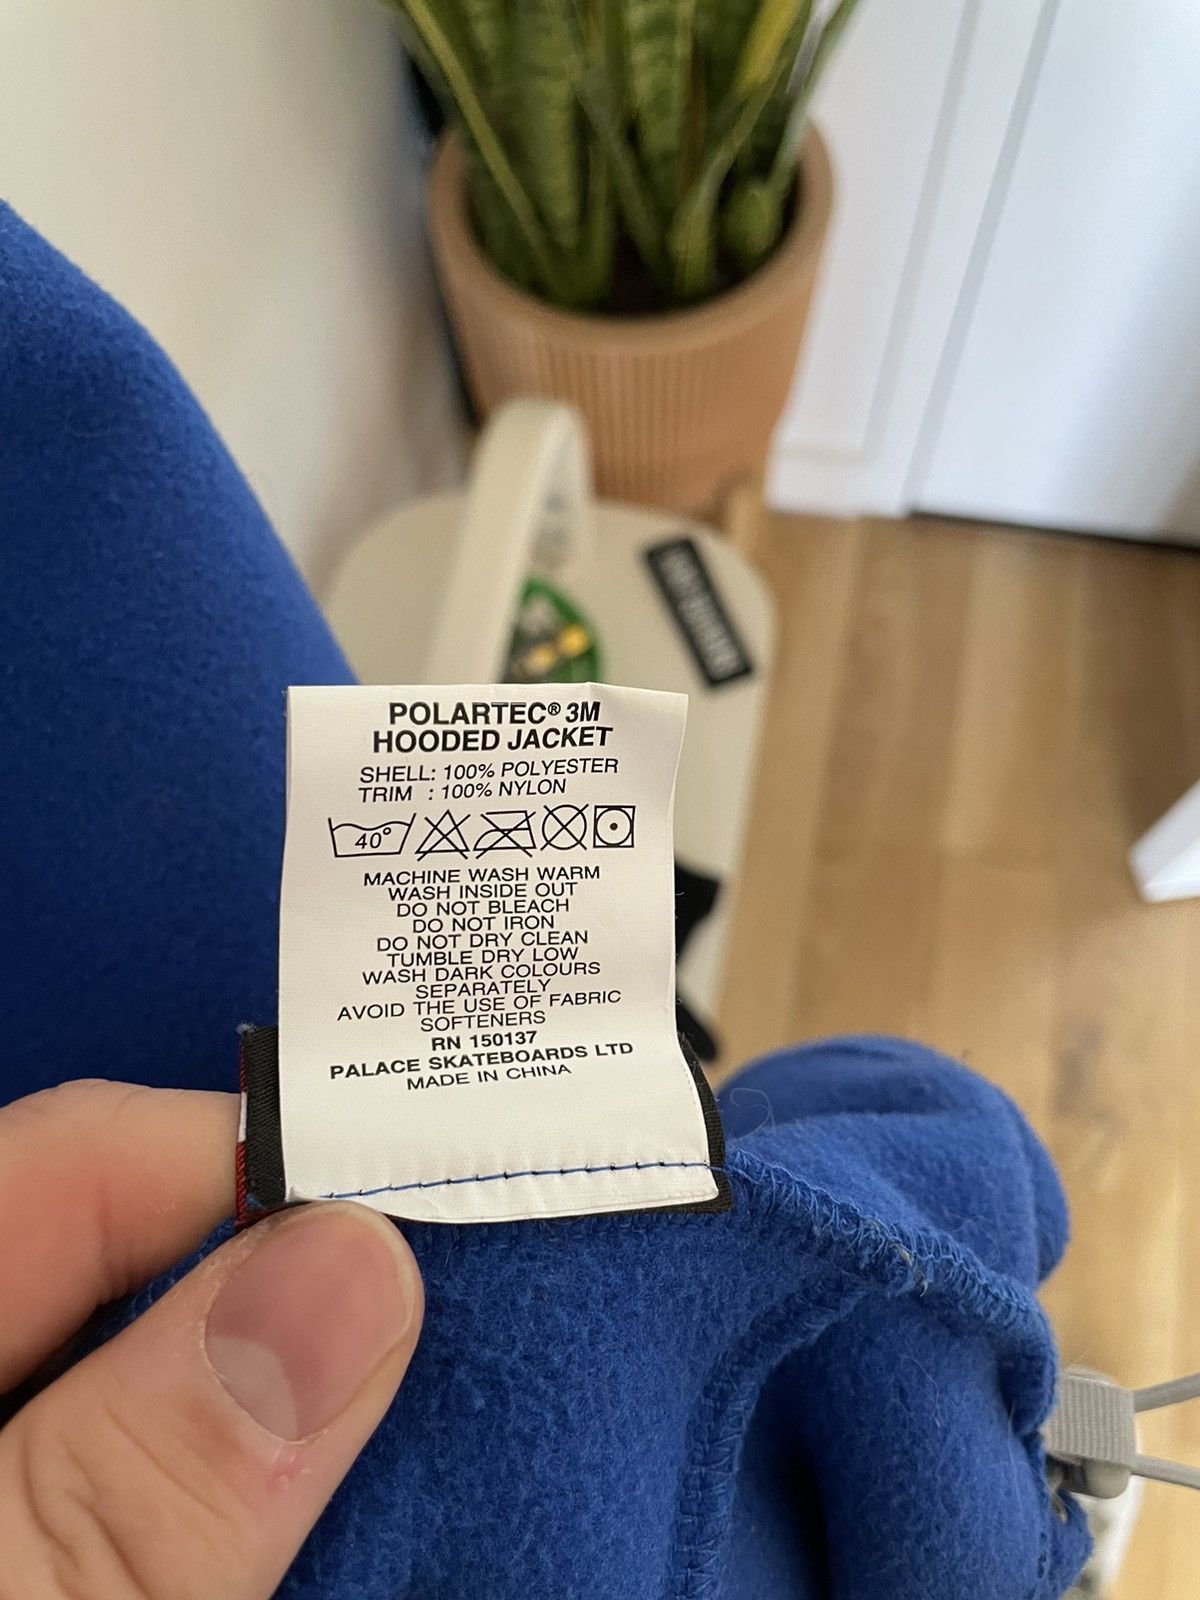 POLARTEC® 3M
HOODED JACKET
SHELL: 100% POLYESTER
TRIM : 100% NYLON
40°
MACHINE WASH WARM
WASH INSIDE OUT
DO NOT BLEACH
DO NOT IRON
DO NOT DRY CLEAN
TUMBLE DRY LOW
WASH DARK COLOURS
SEPARATELY
AVOID THE USE OF FABRIC
SOFTENERS
RN 150137
PALACE SKATEBOARDS LTD
MADE IN CHINA